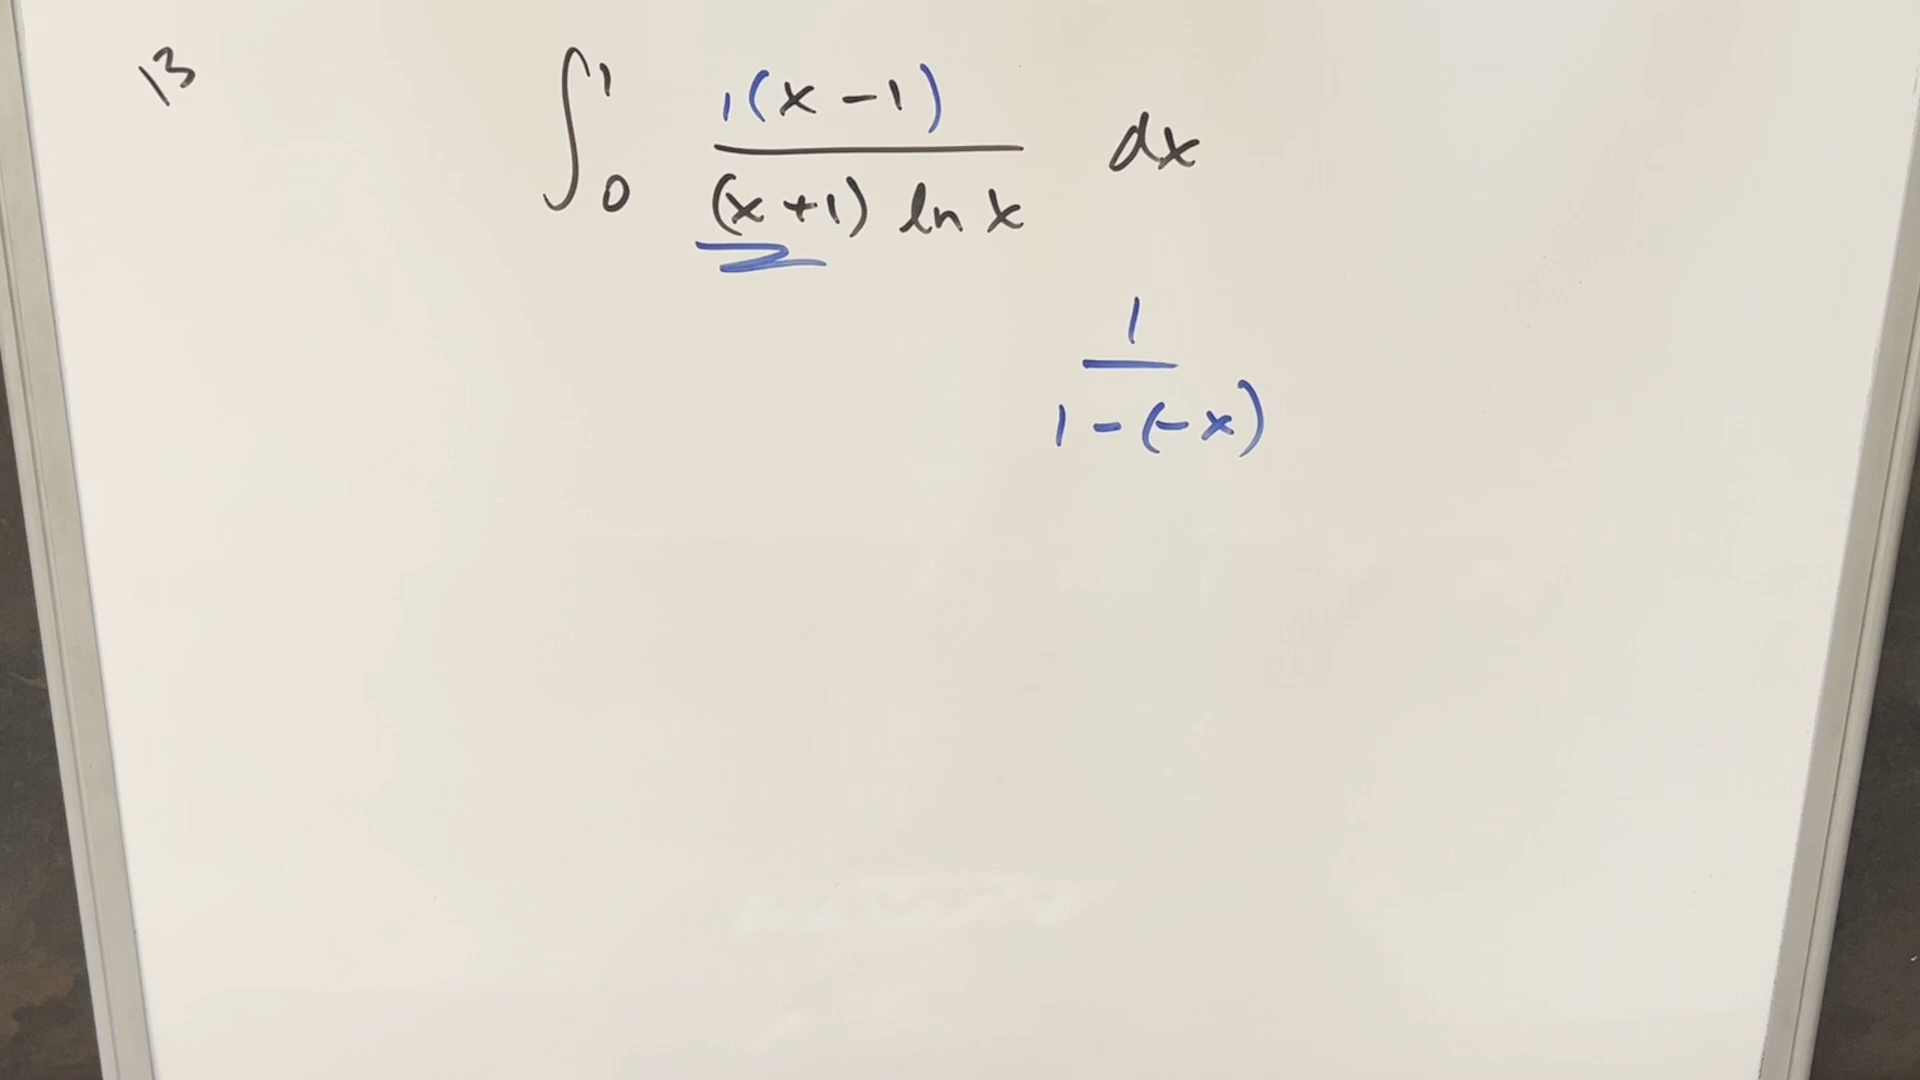 13
∫₀¹ 1(x - 1) / (x + 1) ln x dx
1 / 1 - (-x)